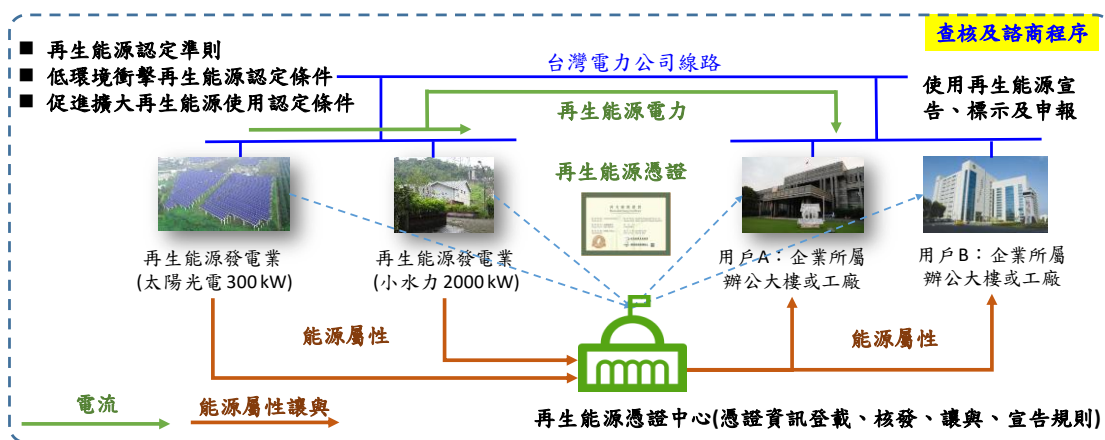 查核及諮商程序
■ 再生能源認定準則
■ 低環境衝擊再生能源認定條件
■ 促進擴大再生能源使用認定條件
台灣電力公司線路
使用再生能源宣
告、標示及申報
再生能源電力
再生能源憑證
再生能源發電業
(太陽光電 300 kW)
再生能源發電業
(小水力 2000 kW)
用戶A：企業所屬
辦公大樓或工廠
用戶B：企業所屬
辦公大樓或工廠
能源屬性
能源屬性
電流
能源屬性讓與
再生能源憑證中心(憑證資訊登載、核發、讓與、宣告規則)